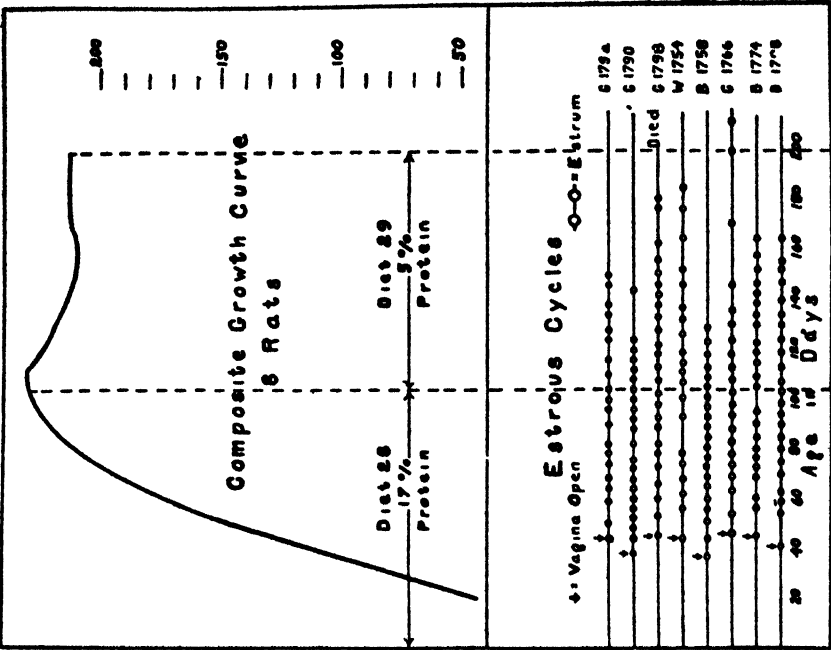 200
150
100
50
Composite Growth Curve
8 Rats
Diet 28
17%
Protein
Diet 29
5%
Protein
Estrous Cycles
= Vagina Open
= Estrum
G 1790
G 1798
Died
W 1754
B 1758
G 1766
B 1774
20 40 60 80 100 120 140 160 180 200
Age in Days